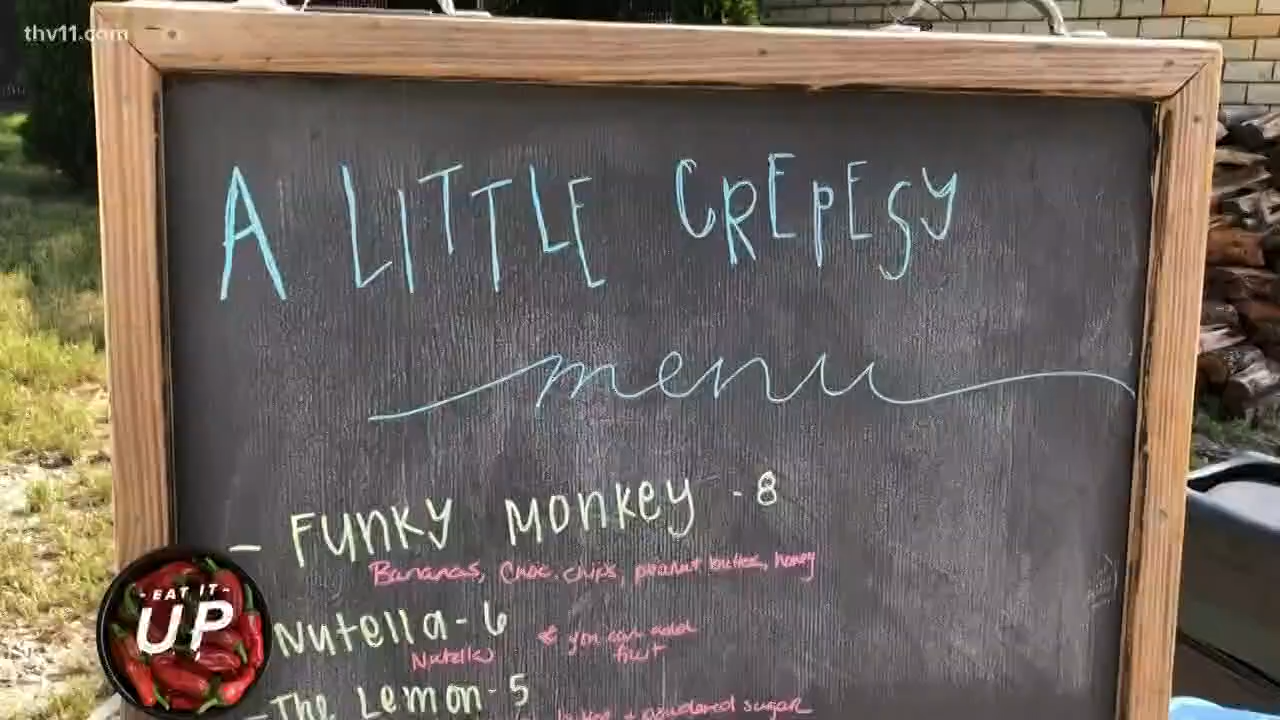 thv11.com
A LITTLE CREPESY
menu
- FUNKY MONKEY - 8
Bananas, Choc. chips, peanut butter, honey
- EAT IT -
UP
Nutella - 6
Nutella
* you can add
fruit
- The Lemon - 5
+ powdered sugar